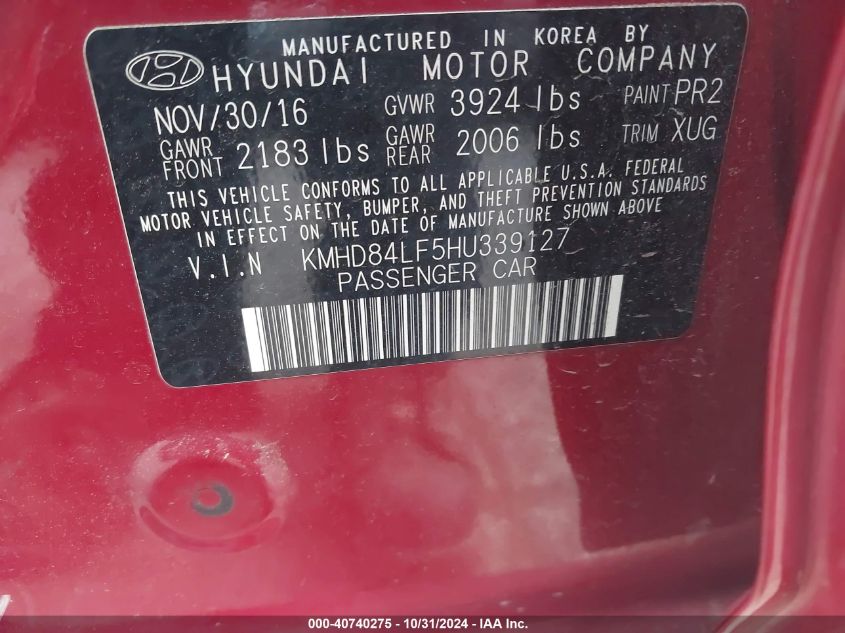 MANUFACTURED IN KOREA BY
HYUNDAI MOTOR COMPANY
NOV/30/16 GVWR 3924 lbs PAINT PR2
GAWR FRONT 2183 lbs GAWR REAR 2006 lbs TRIM XUG
THIS VEHICLE CONFORMS TO ALL APPLICABLE U.S.A. FEDERAL
MOTOR VEHICLE SAFETY, BUMPER, AND THEFT PREVENTION STANDARDS
IN EFFECT ON THE DATE OF MANUFACTURE SHOWN ABOVE
V.I.N KMHD84LF5HU339127
PASSENGER CAR
000-40740275 - 10/31/2024 - IAA Inc.